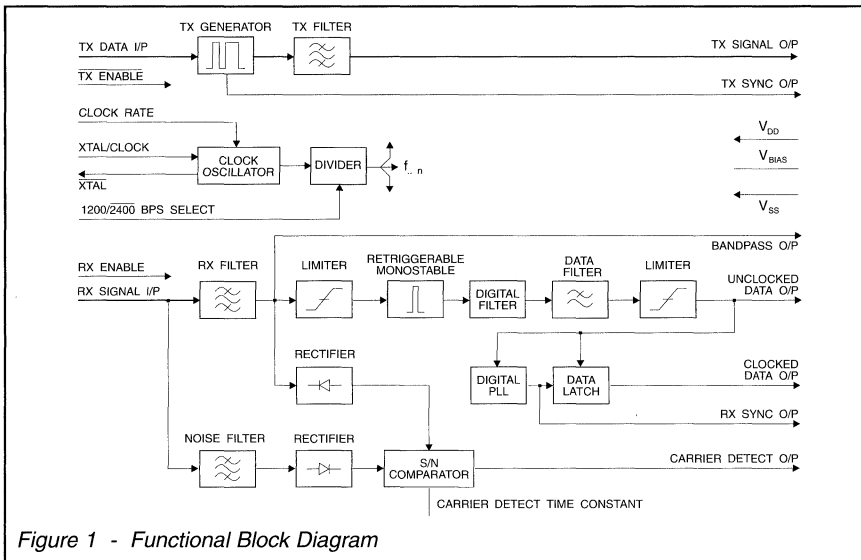 TX GENERATOR
TX FILTER
TX DATA I/P
TX SIGNAL O/P
TX ENABLE
TX SYNC O/P
CLOCK RATE
XTAL/CLOCK
CLOCK
OSCILLATOR
DIVIDER
f.. n
XTAL
1200/2400 BPS SELECT
VDD
VBIAS
VSS
BANDPASS O/P
RX ENABLE
RX FILTER
LIMITER
RETRIGGERABLE
MONOSTABLE
DATA
FILTER
LIMITER
UNCLOCKED
DATA O/P
RX SIGNAL I/P
DIGITAL
FILTER
RECTIFIER
DIGITAL
PLL
DATA
LATCH
CLOCKED
DATA O/P
RX SYNC O/P
NOISE FILTER
RECTIFIER
S/N
COMPARATOR
CARRIER DETECT O/P
CARRIER DETECT TIME CONSTANT
Figure 1 - Functional Block Diagram